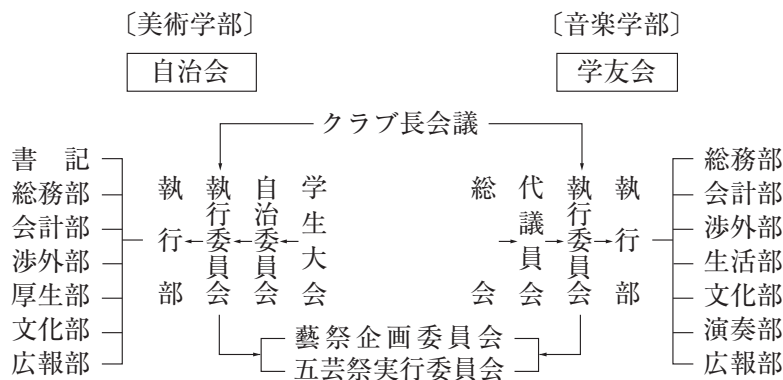 〔美術学部〕
〔音楽学部〕
自治会
学友会
クラブ長会議
書記
総務部
会計部
渉外部
厚生部
文化部
広報部
執行部
執行委員会
自治委員会
学生大会
総会
代議員会
執行委員会
執行部
総務部
会計部
渉外部
生活部
文化部
演奏部
広報部
藝祭企画委員会
五芸祭実行委員会